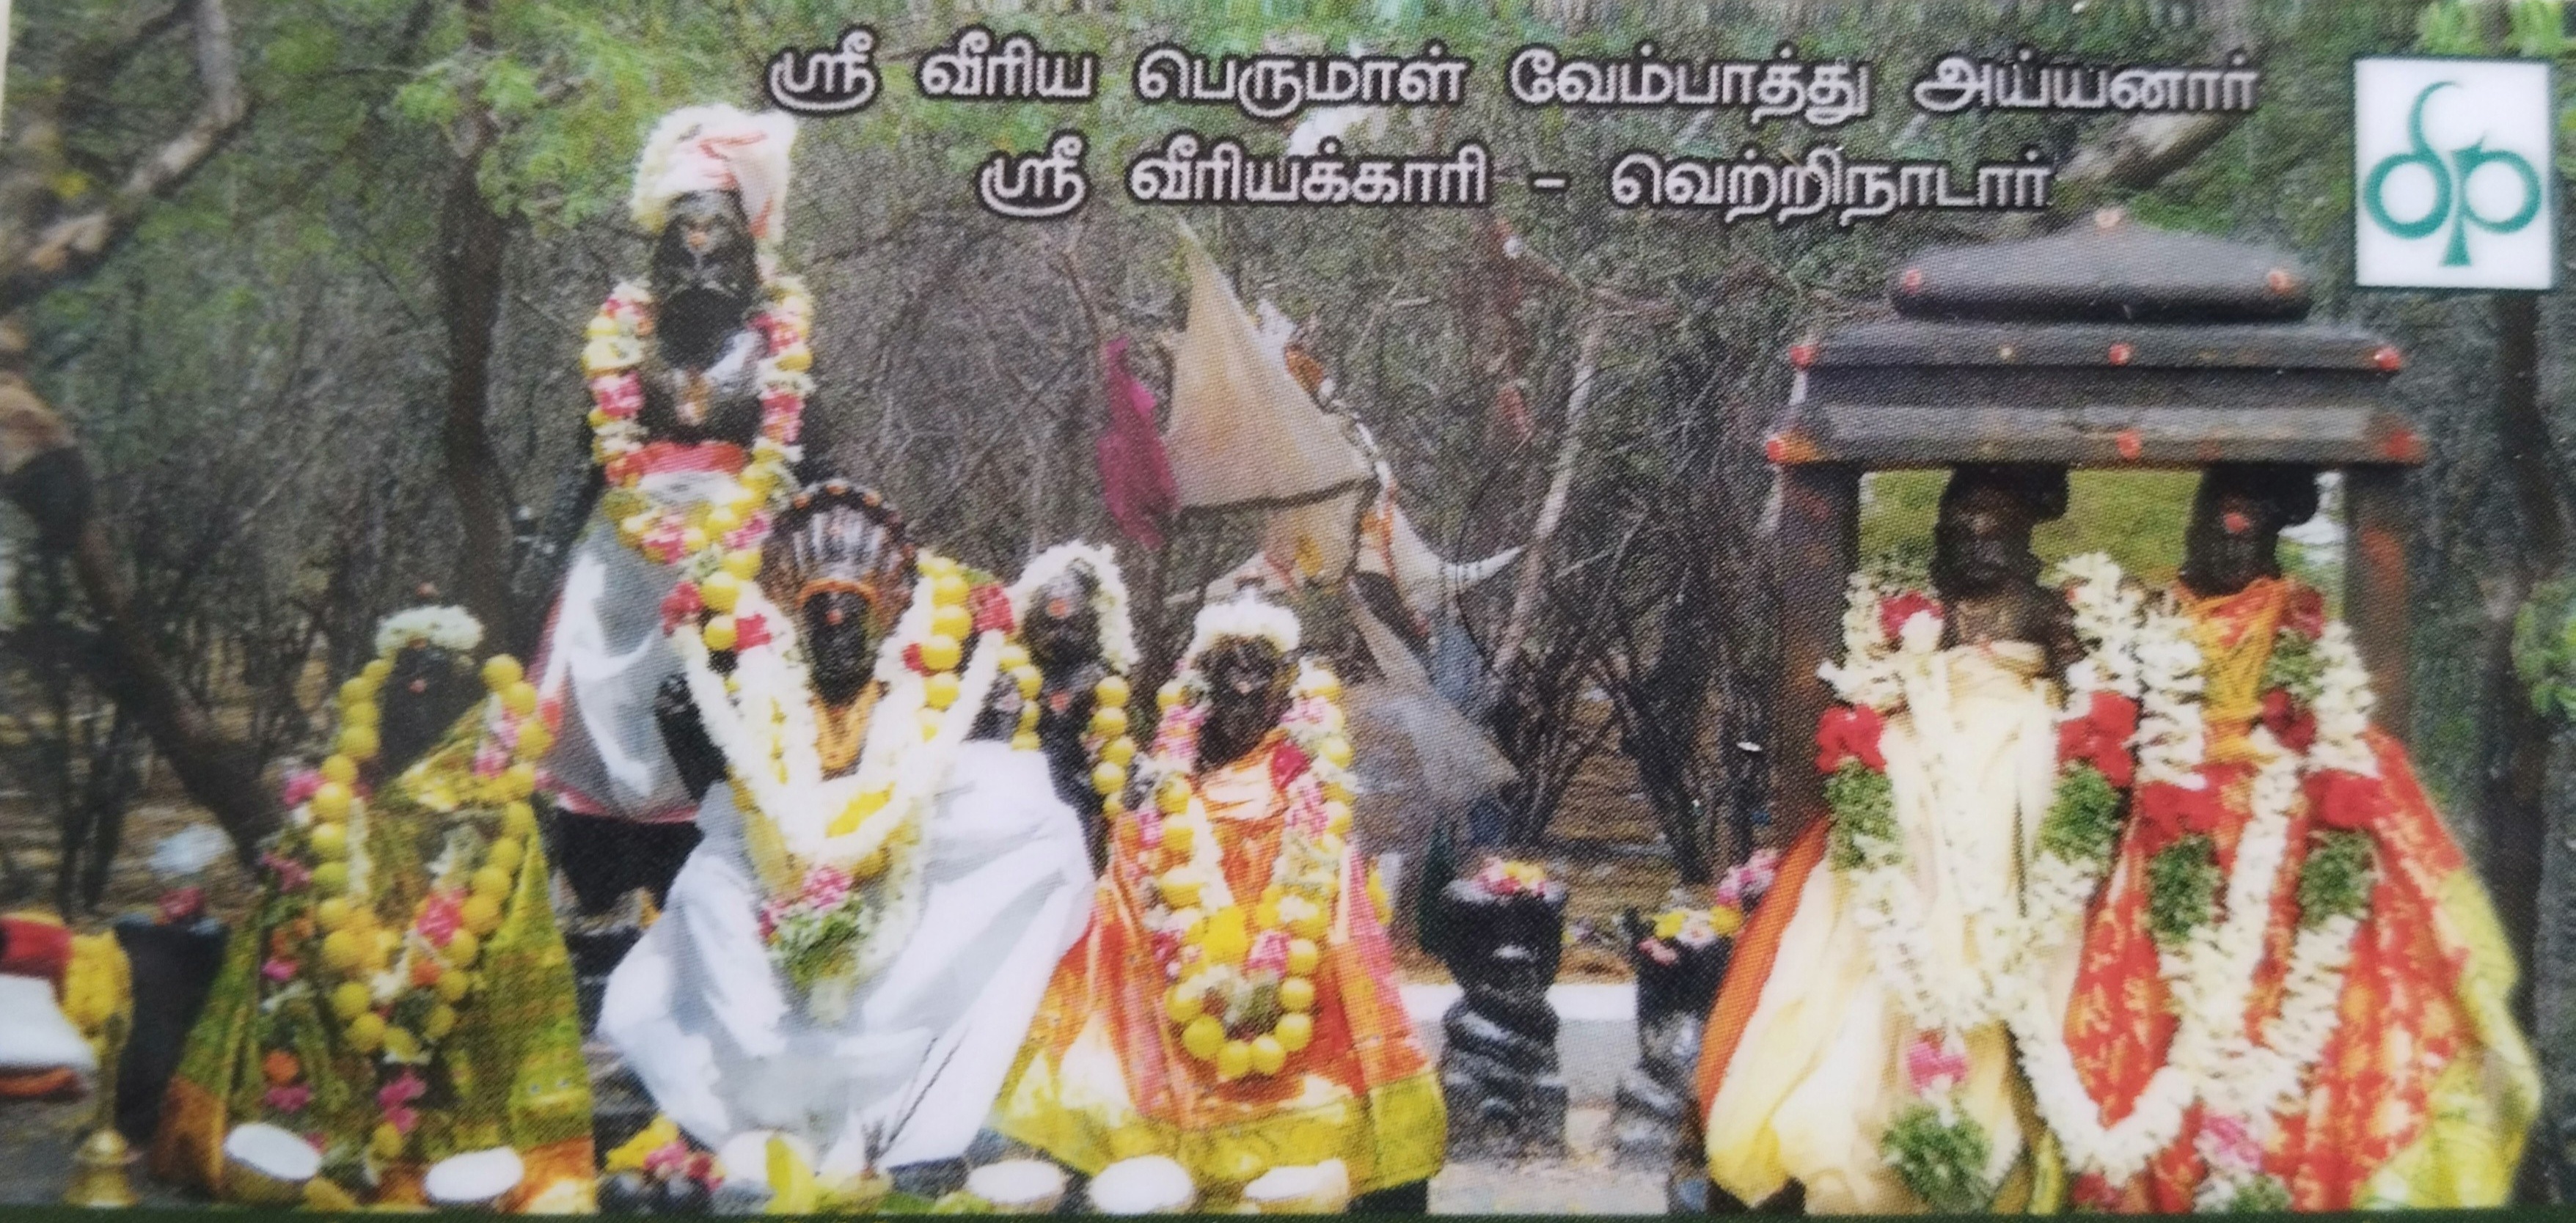 ஸ்ரீ வீரிய பெருமாள் வேம்பாத்து அய்யனார்
ஸ்ரீ வீரியக்காரி - வெற்றிநாடார்